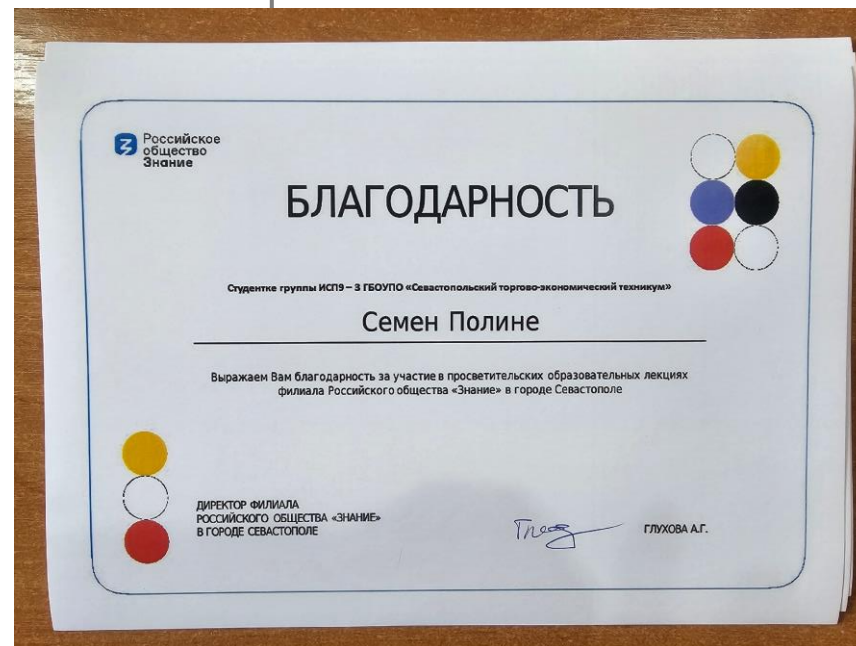 Российское
общество
Знание
БЛАГОДАРНОСТЬ
Студентке группы ИСП9 – 3 ГБОУПО «Севастопольский торгово-экономический техникум»
Семен Полине
Выражаем Вам благодарность за участие в просветительских образовательных лекциях
филиала Российского общества «Знание» в городе Севастополе
ДИРЕКТОР ФИЛИАЛА
РОССИЙСКОГО ОБЩЕСТВА «ЗНАНИЕ»
В ГОРОДЕ СЕВАСТОПОЛЕ
ГЛУХОВА А.Г.